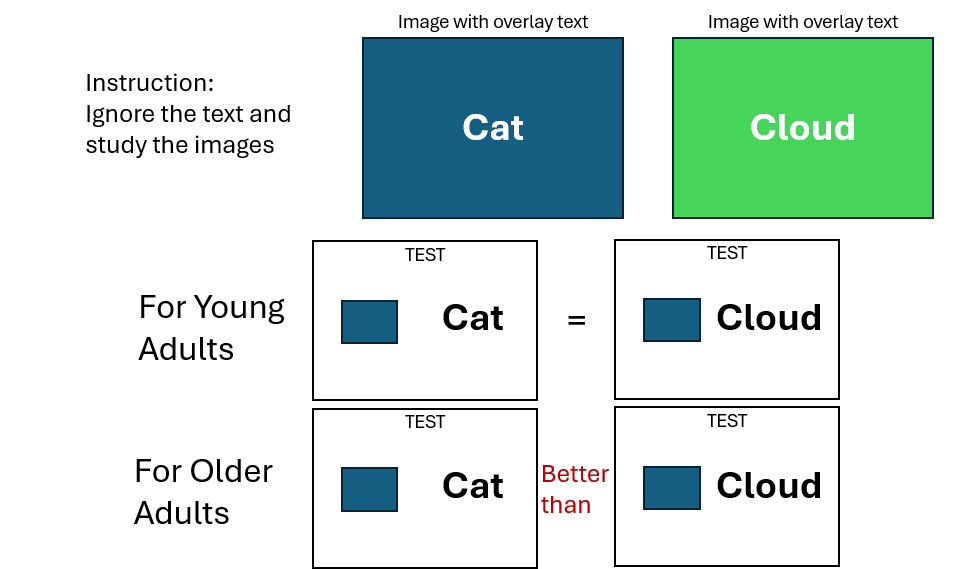 Image with overlay text
Image with overlay text
Instruction:
Ignore the text and
study the images
Cat
Cloud
TEST
TEST
For Young
Adults
Cat
=
Cloud
TEST
TEST
For Older
Adults
Cat
Better
than
Cloud